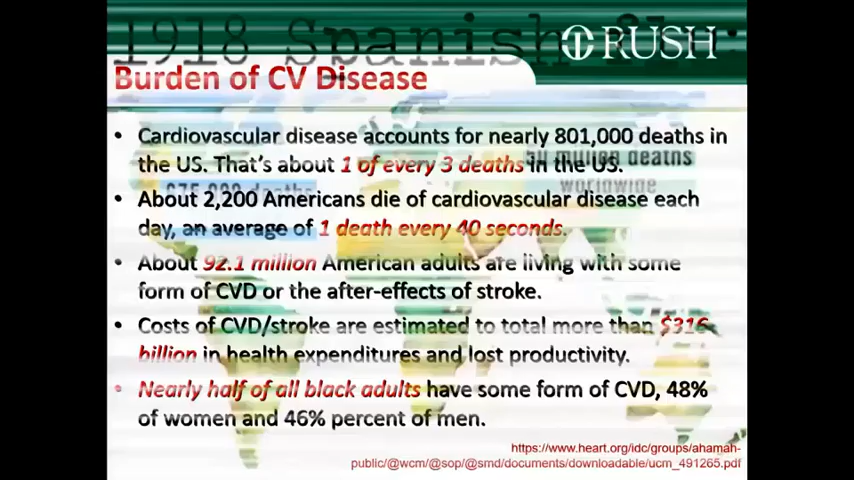 1918 Spanish
RUSH
Burden of CV Disease
• Cardiovascular disease accounts for nearly 801,000 deaths in
the US. That's about 1 of every 3 deaths in the US.
million deaths
worldwide
deaths
• About 2,200 Americans die of cardiovascular disease each
day, an average of 1 death every 40 seconds.
• About 92.1 million American adults are living with some
form of CVD or the after-effects of stroke.
• Costs of CVD/stroke are estimated to total more than $316
billion in health expenditures and lost productivity.
• Nearly half of all black adults have some form of CVD, 48%
of women and 46% percent of men.
https://www.heart.org/idc/groups/ahamah-
public/@wcm/@sop/@smd/documents/downloadable/ucm_491265.pdf